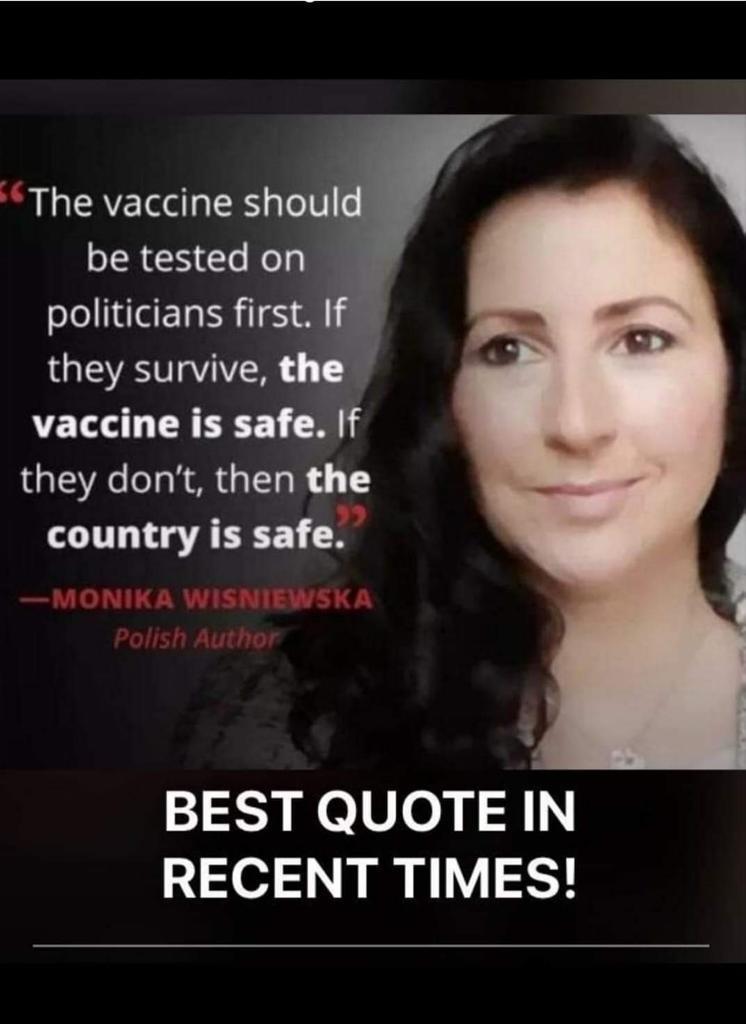 “The vaccine should
be tested on
politicians first. If
they survive, the
vaccine is safe. If
they don’t, then the
country is safe.”
—MONIKA WISNIEWSKA
Polish Author
BEST QUOTE IN
RECENT TIMES!